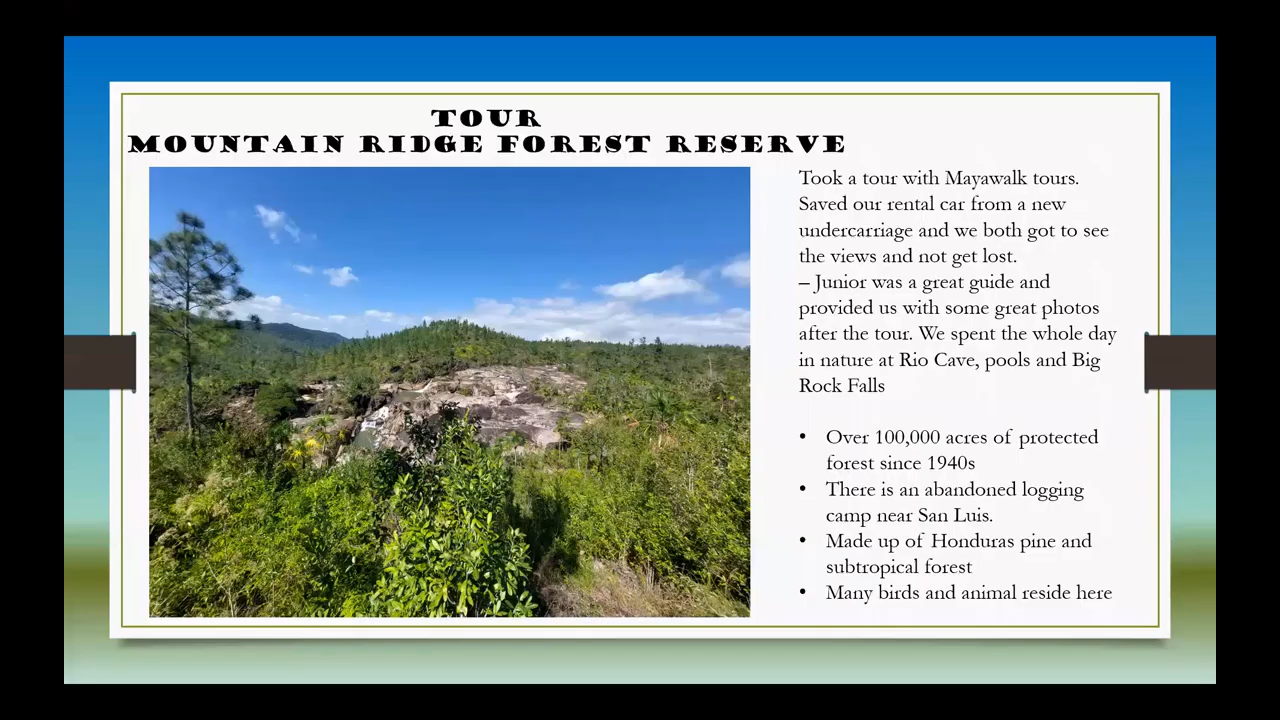 TOUR
MOUNTAIN RIDGE FOREST RESERVE
Took a tour with Mayawalk tours.
Saved our rental car from a new
undercarriage and we both got to see
the views and not get lost.
– Junior was a great guide and
provided us with some great photos
after the tour. We spent the whole day
in nature at Rio Cave, pools and Big
Rock Falls
• Over 100,000 acres of protected
forest since 1940s
• There is an abandoned logging
camp near San Luis.
• Made up of Honduras pine and
subtropical forest
• Many birds and animal reside here